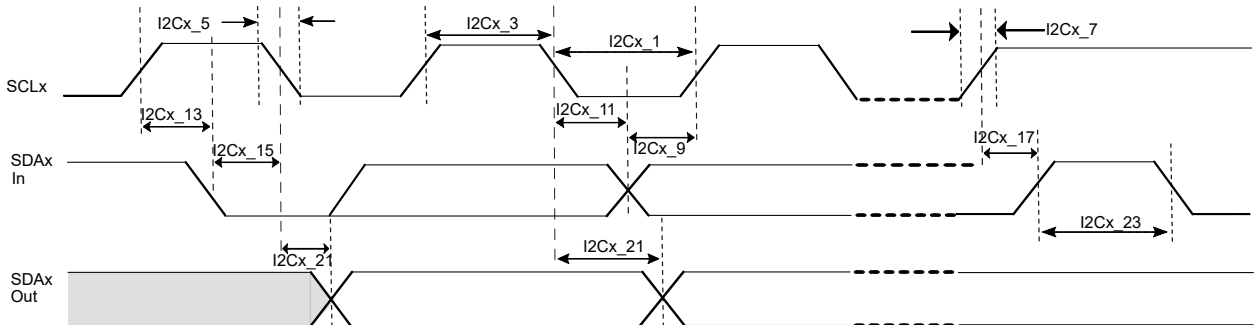 I2Cx_5
I2Cx_3
I2Cx_1
I2Cx_7
SCLx
I2Cx_13
I2Cx_11
I2Cx_9
I2Cx_15
I2Cx_17
SDAx
In
I2Cx_23
I2Cx_21
I2Cx_21
SDAx
Out